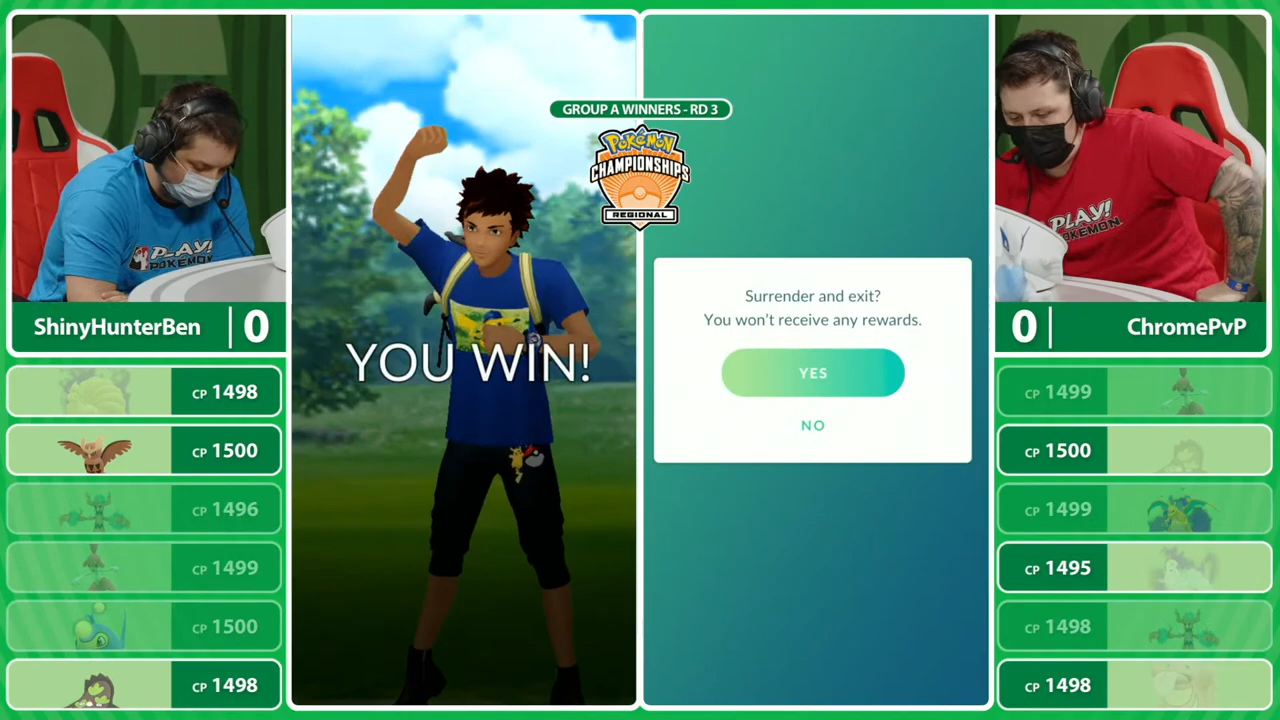 GROUP A WINNERS - RD 3
Pokémon
CHAMPIONSHIPS
REGIONAL
PLAY!
POKÉMON
PLAY!
POKÉMON
ShinyHunterBen 0
0 ChromePvP
YOU WIN!
Surrender and exit?
You won't receive any rewards.
YES
NO
CP 1498
CP 1500
CP 1496
CP 1499
CP 1500
CP 1498
CP 1499
CP 1500
CP 1499
CP 1495
CP 1498
CP 1498